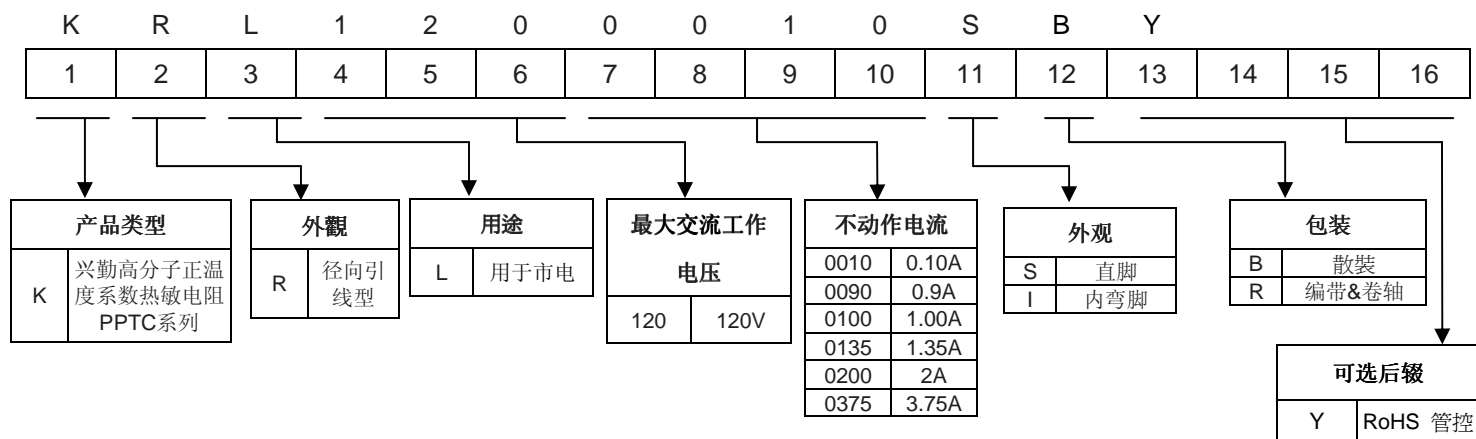 K R L 1 2 0 0 0 1 0 S B Y
1 2 3 4 5 6 7 8 9 10 11 12 13 14 15 16
产品类型
K 兴勤高分子正温
度系数热敏电阻
PPTC系列
外觀
R 径向引
线型
用途
L 用于市电
最大交流工作
电压
120 120V
不动作电流
0010 0.10A
0090 0.9A
0100 1.00A
0135 1.35A
0200 2A
0375 3.75A
外观
S 直脚
I 内弯脚
包装
B 散裝
R 编带&卷轴
可选后缀
Y RoHS 管控